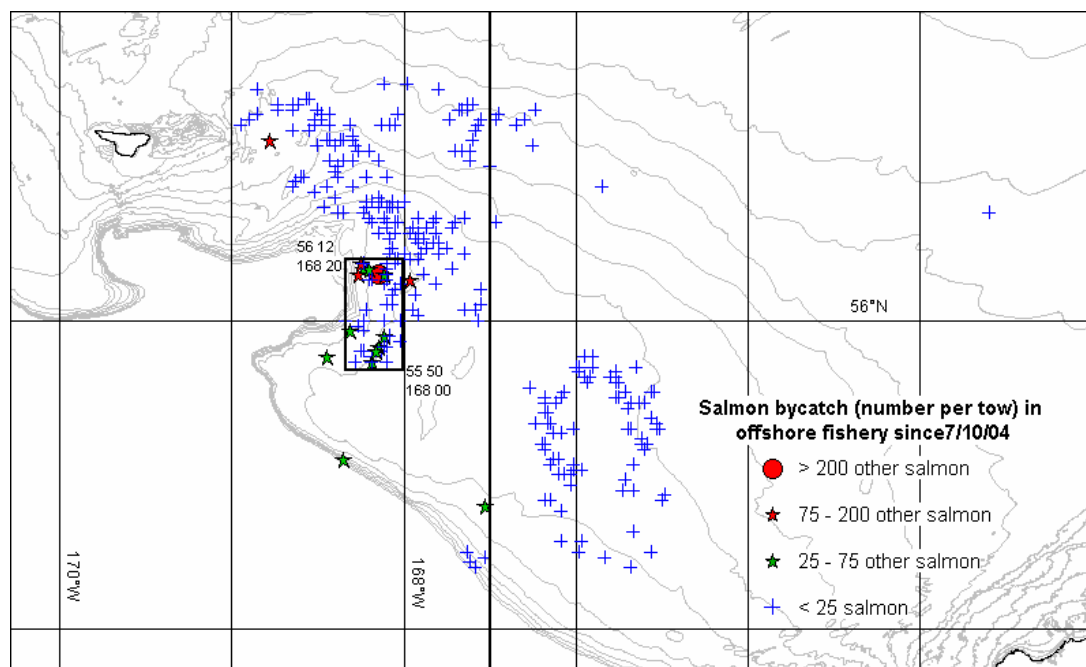 56 12
168 20
56°N
55 50
168 00
Salmon bycatch (number per tow) in
offshore fishery since7/10/04
> 200 other salmon
75 - 200 other salmon
25 - 75 other salmon
< 25 salmon
170°W
168°W